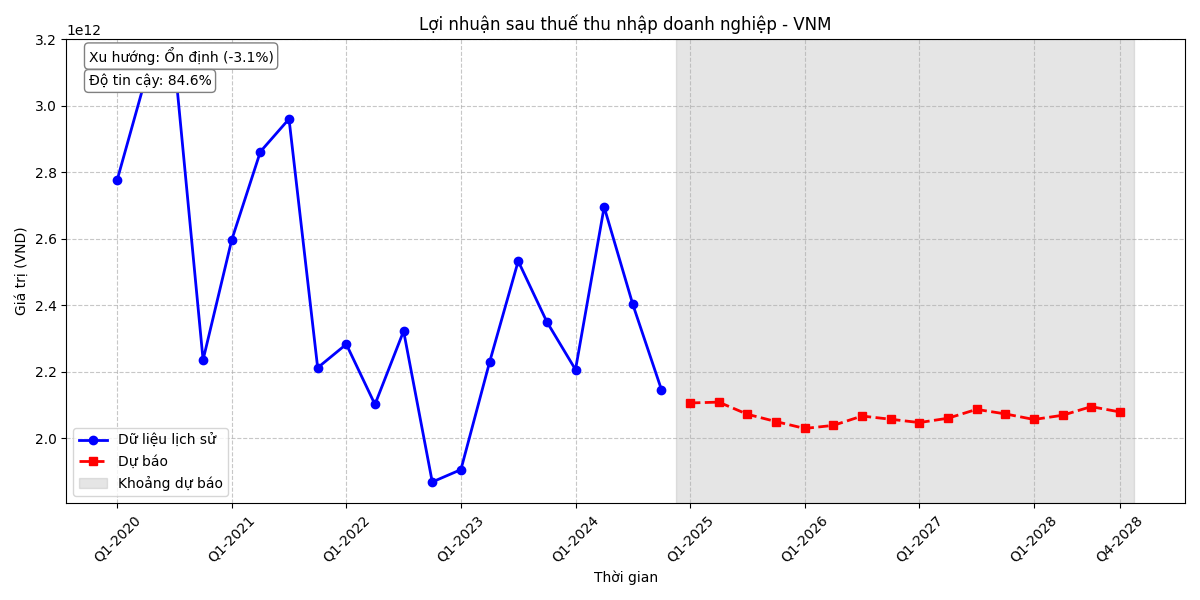 Lợi nhuận sau thuế thu nhập doanh nghiệp - VNM
1e12
Xu hướng: Ổn định (-3.1%)
Độ tin cậy: 84.6%
Giá trị (VND)
3.2
3.0
2.8
2.6
2.4
2.2
2.0
Dữ liệu lịch sử
Dự báo
Khoảng dự báo
Q1-2020
Q1-2021
Q1-2022
Q1-2023
Q1-2024
Q1-2025
Q1-2026
Q1-2027
Q1-2028
Q4-2028
Thời gian